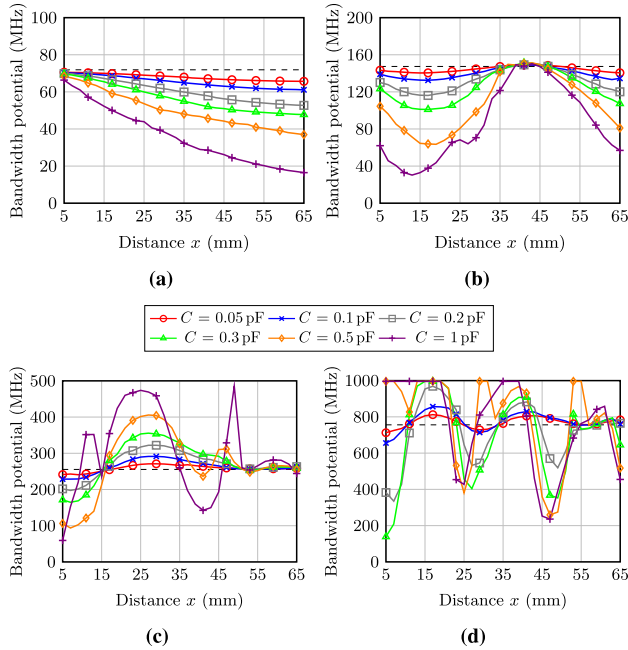 Bandwidth potential (MHz)
100
80
60
40
20
0
5 15 25 35 45 55 65
Distance x (mm)
(a)
Bandwidth potential (MHz)
200
160
120
80
40
0
5 15 25 35 45 55 65
Distance x (mm)
(b)
C = 0.05 pF C = 0.1 pF C = 0.2 pF
C = 0.3 pF C = 0.5 pF C = 1 pF
Bandwidth potential (MHz)
500
400
300
200
100
0
5 15 25 35 45 55 65
Distance x (mm)
(c)
Bandwidth potential (MHz)
1000
800
600
400
200
0
5 15 25 35 45 55 65
Distance x (mm)
(d)